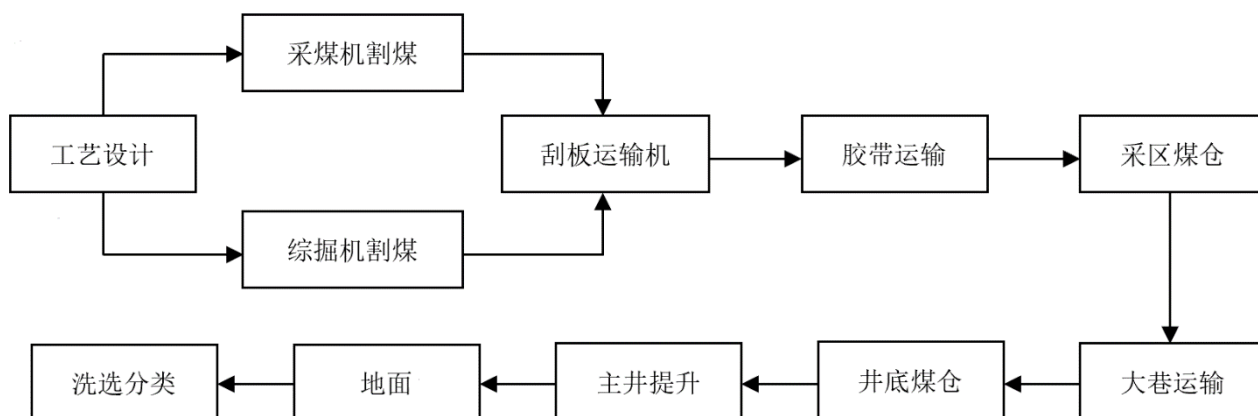 采煤机割煤
工艺设计
刮板运输机
胶带运输
采区煤仓
综掘机割煤
洗选分类
地面
主井提升
井底煤仓
大巷运输